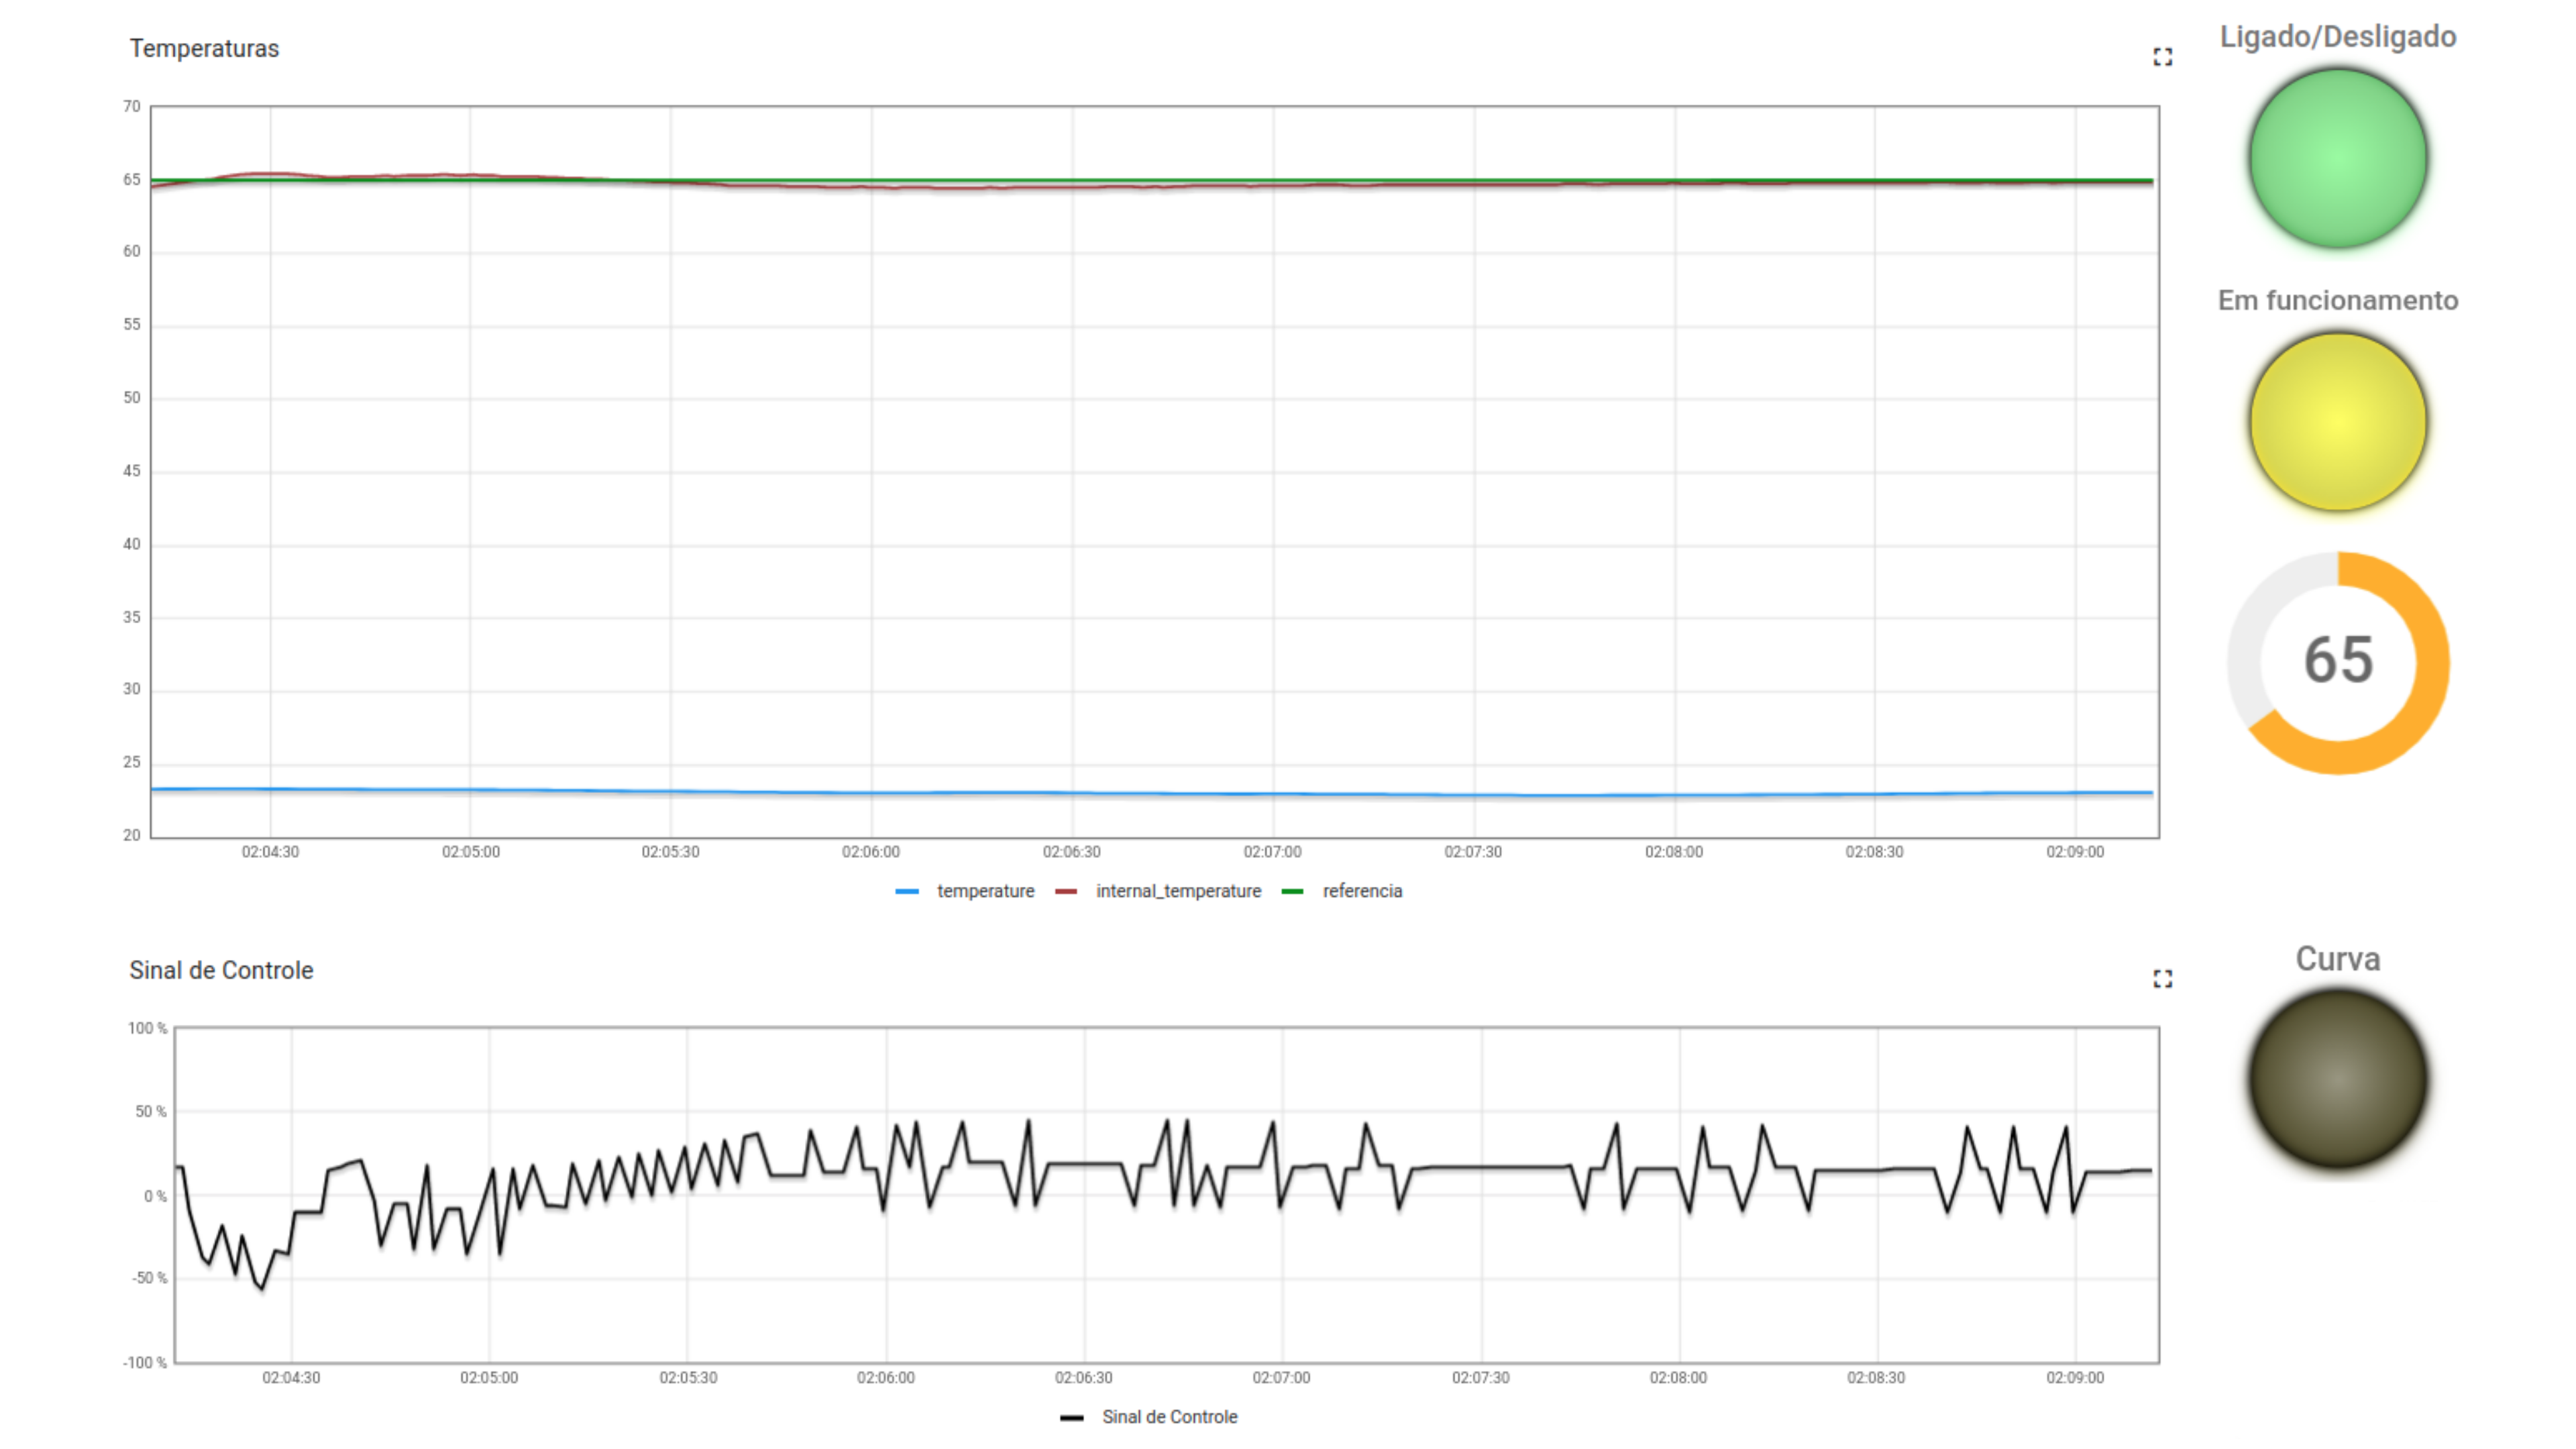 Temperaturas
70
65
60
55
50
45
40
35
30
25
20
02:04:30 02:05:00 02:05:30 02:06:00 02:06:30 02:07:00 02:07:30 02:08:00 02:08:30 02:09:00
temperature internal_temperature referencia
Ligado/Desligado
Em funcionamento
65
Sinal de Controle
100 %
50 %
0 %
-50 %
-100 %
02:04:30 02:05:00 02:05:30 02:06:00 02:06:30 02:07:00 02:07:30 02:08:00 02:08:30 02:09:00
Sinal de Controle
Curva